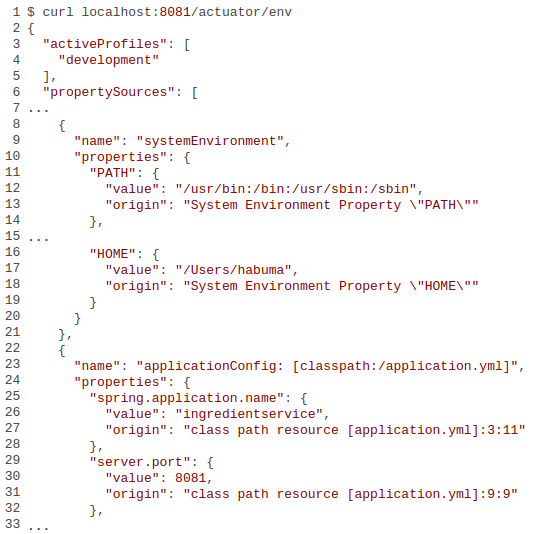 1 $ curl localhost:8081/actuator/env
2 {
3   "activeProfiles": [
4     "development"
5   ],
6   "propertySources": [
7 ...
8     {
9       "name": "systemEnvironment",
10       "properties": {
11         "PATH": {
12           "value": "/usr/bin:/bin:/usr/sbin:/sbin",
13           "origin": "System Environment Property \"PATH\""
14         },
15 ...
16         "HOME": {
17           "value": "/Users/habuma",
18           "origin": "System Environment Property \"HOME\""
19         }
20       }
21     },
22     {
23       "name": "applicationConfig: [classpath:/application.yml]",
24       "properties": {
25         "spring.application.name": {
26           "value": "ingredientservice",
27           "origin": "class path resource [application.yml]:3:11"
28         },
29         "server.port": {
30           "value": 8081,
31           "origin": "class path resource [application.yml]:9:9"
32         },
33 ...